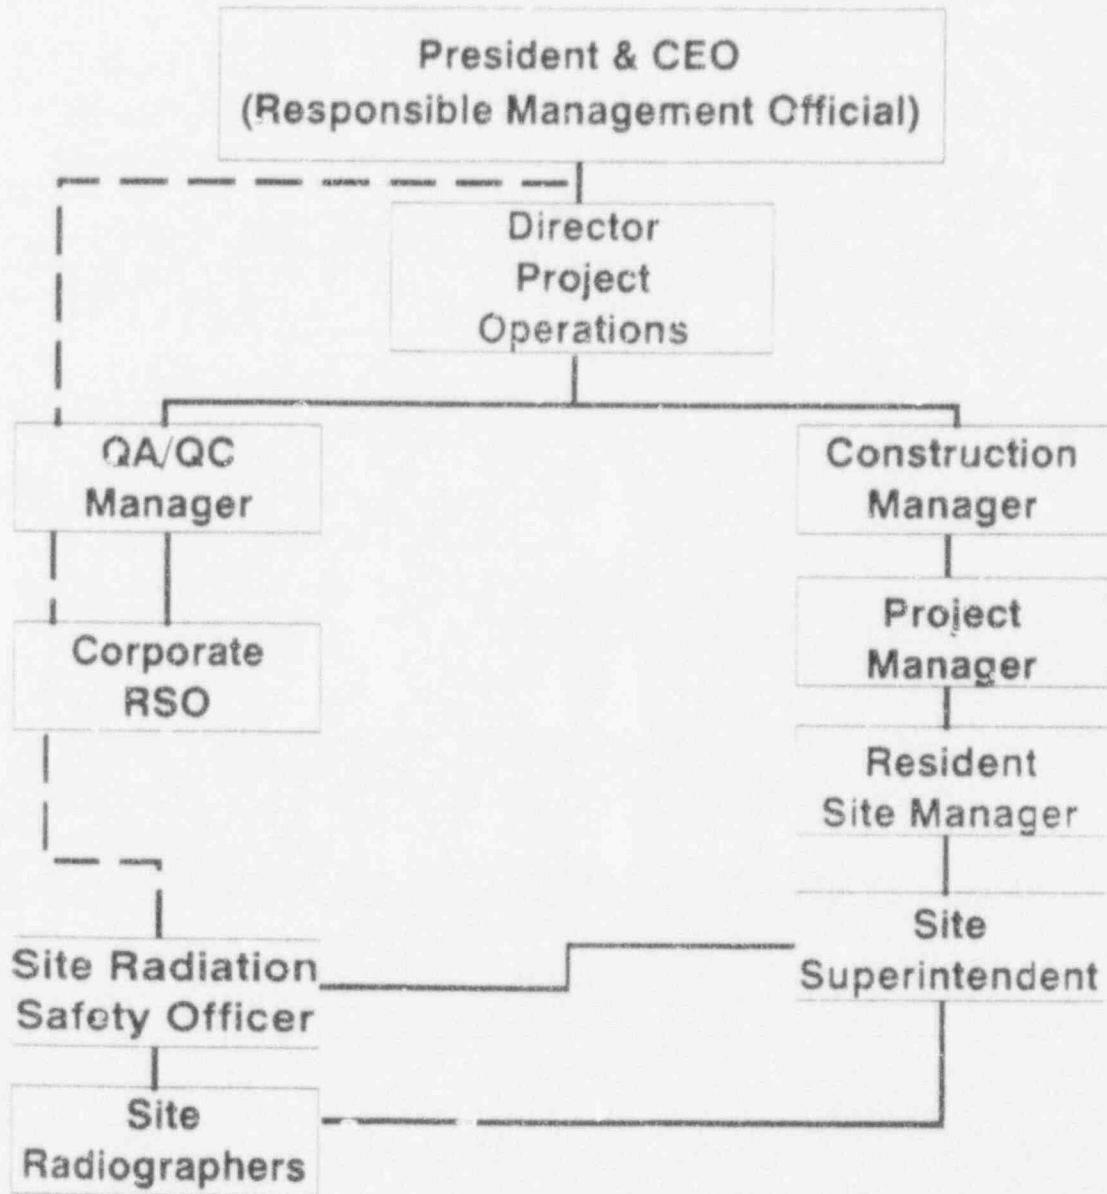 President & CEO
(Responsible Management Official)
Director
Project
Operations
QA/QC
Manager
Construction
Manager
Corporate
RSO
Project
Manager
Resident
Site Manager
Site Radiation
Safety Officer
Site
Superintendent
Site
Radiographers